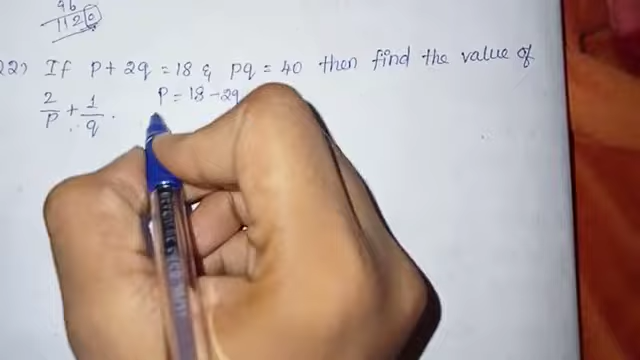 96
1120
22) If p + 2q = 18 & pq = 40 then find the value of
2/p + 1/q .
p = 18 - 2q